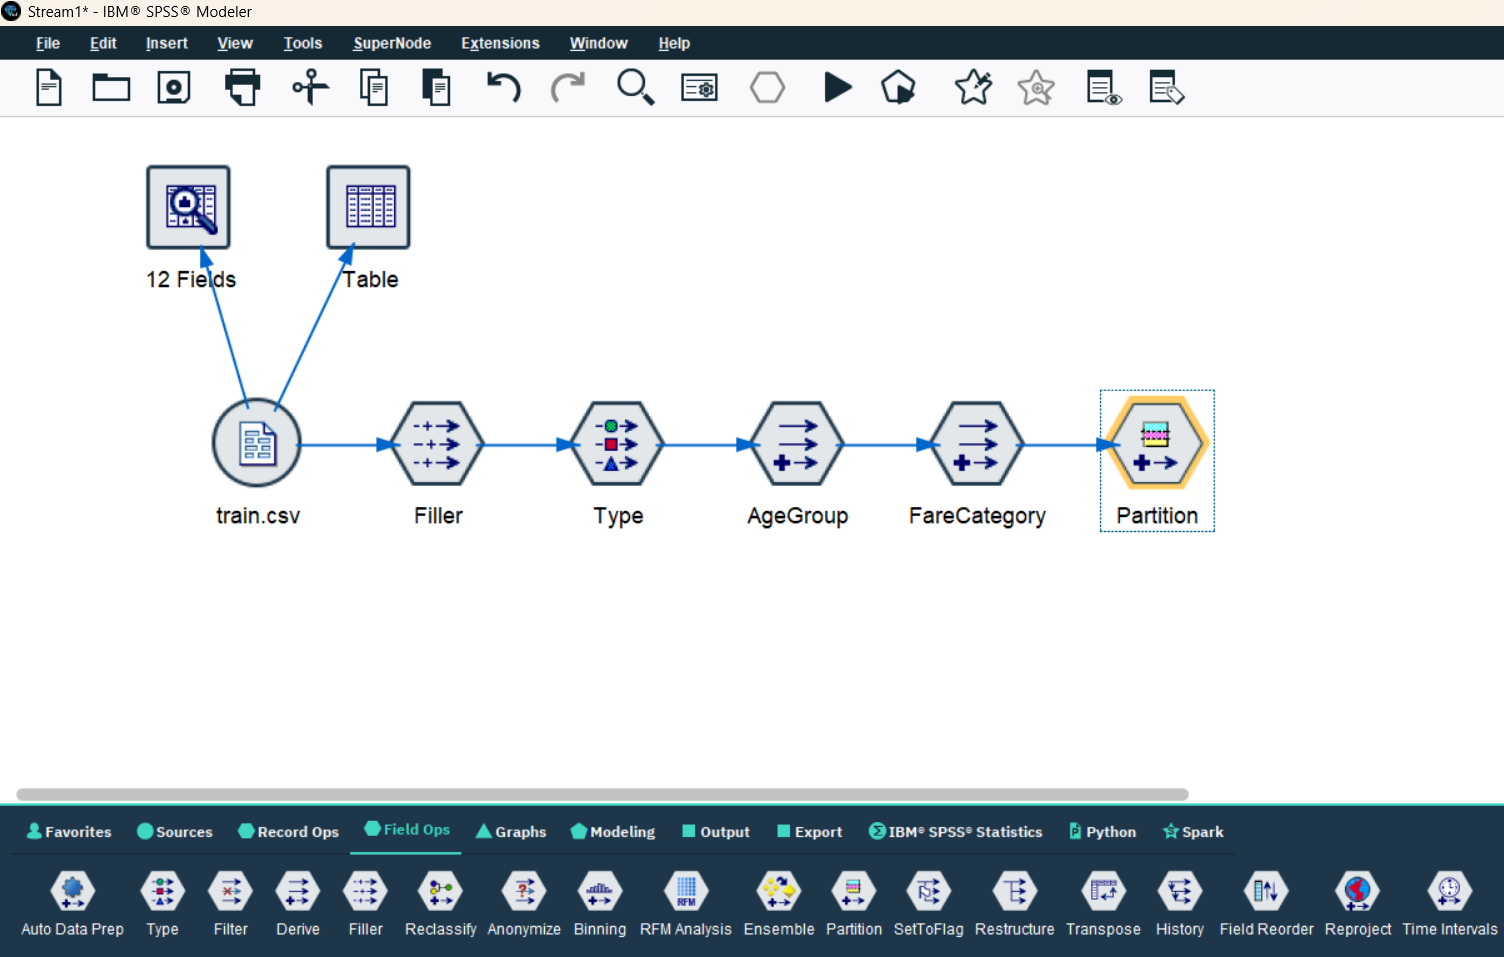 Stream1* - IBM® SPSS® Modeler
File Edit Insert View Tools SuperNode Extensions Window Help
12 Fields Table
train.csv Filler Type AgeGroup FareCategory Partition
Favorites Sources Record Ops Field Ops Graphs Modeling Output Export IBM® SPSS® Statistics Python Spark
RFM
Auto Data Prep Type Filter Derive Filler Reclassify Anonymize Binning RFM Analysis Ensemble Partition SetToFlag Restructure Transpose History Field Reorder Reproject Time Intervals